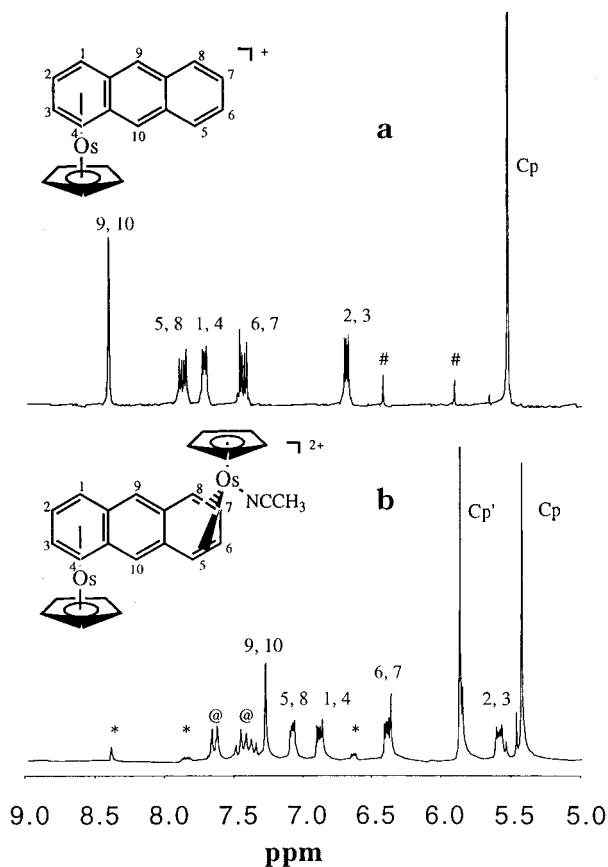 1 9 8 ⌝+
2 7
3 6
4 10 5
Os
a
Cp
9, 10
5, 8 1, 4 6, 7 2, 3
# #
⌝2+
Os
1 9 8 NCCH3
2 7
3 6
4 10 5
Os
b
Cp' Cp
9, 10
6, 7
5, 8 1, 4 2, 3
* * @ @ *
9.0 8.5 8.0 7.5 7.0 6.5 6.0 5.5 5.0
ppm